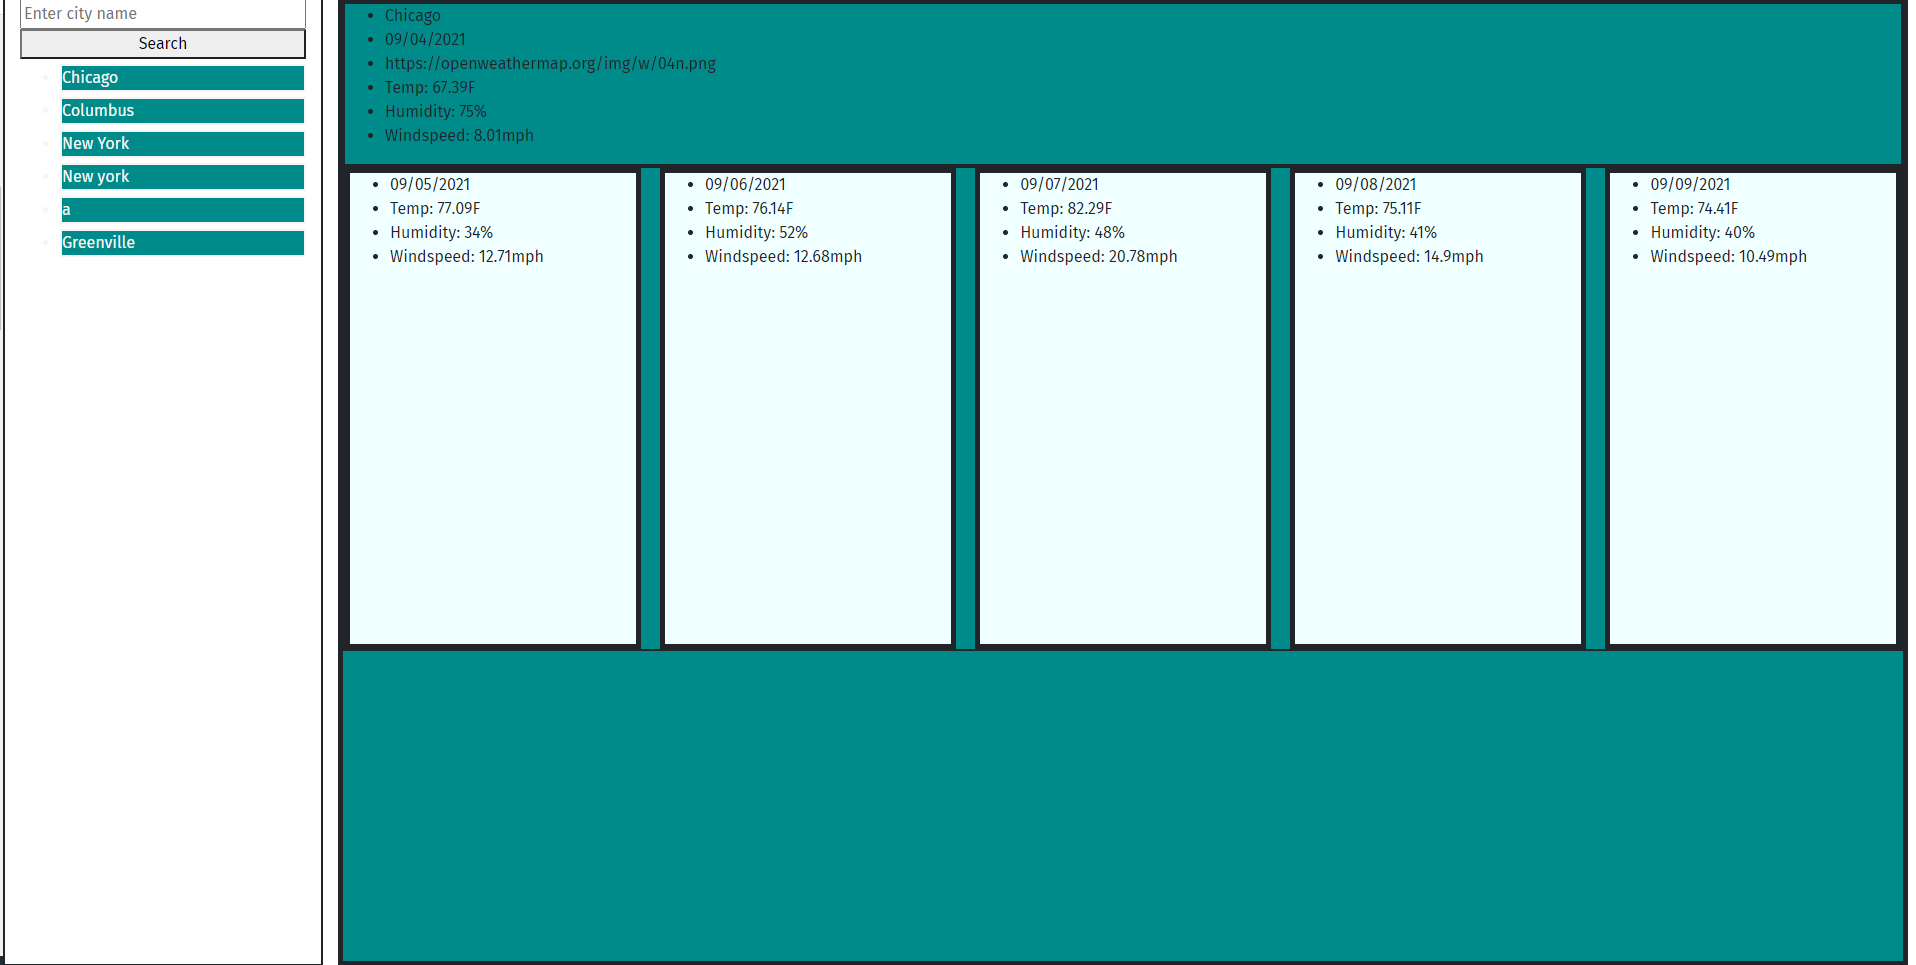 Enter city name
Search
Chicago
Columbus
New York
New york
a
Greenville
Chicago
09/04/2021
https://openweathermap.org/img/w/04n.png
Temp: 67.39F
Humidity: 75%
Windspeed: 8.01mph
09/05/2021
Temp: 77.09F
Humidity: 34%
Windspeed: 12.71mph
09/06/2021
Temp: 76.14F
Humidity: 52%
Windspeed: 12.68mph
09/07/2021
Temp: 82.29F
Humidity: 48%
Windspeed: 20.78mph
09/08/2021
Temp: 75.11F
Humidity: 41%
Windspeed: 14.9mph
09/09/2021
Temp: 74.41F
Humidity: 40%
Windspeed: 10.49mph